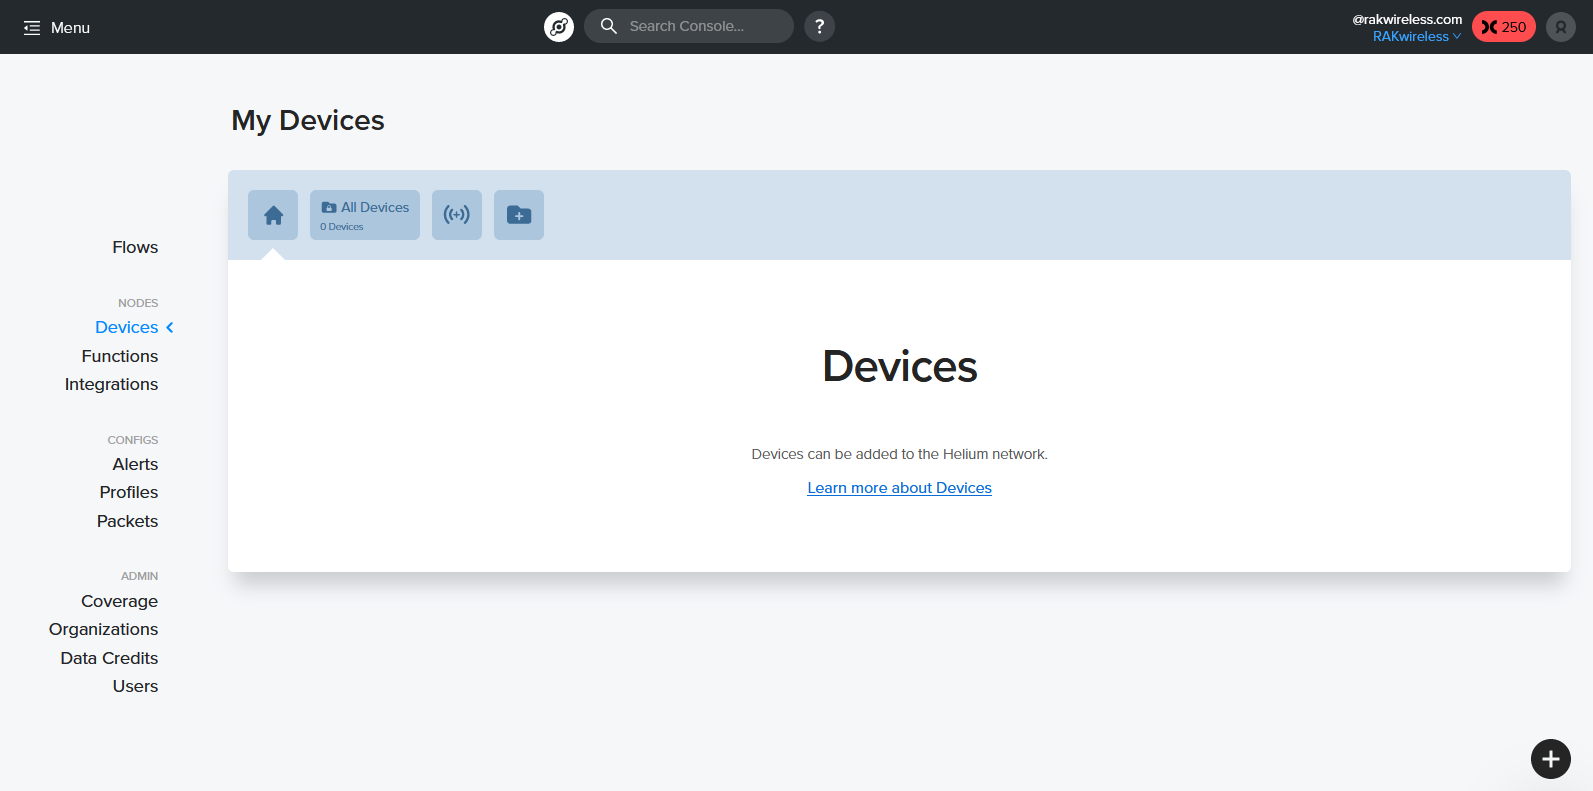 Menu
Search Console...
?
@rakwireless.com
RAKwireless
250
My Devices
All Devices
0 Devices
Flows
NODES
Devices
Functions
Integrations
CONFIGS
Alerts
Profiles
Packets
ADMIN
Coverage
Organizations
Data Credits
Users
Devices
Devices can be added to the Helium network.
Learn more about Devices